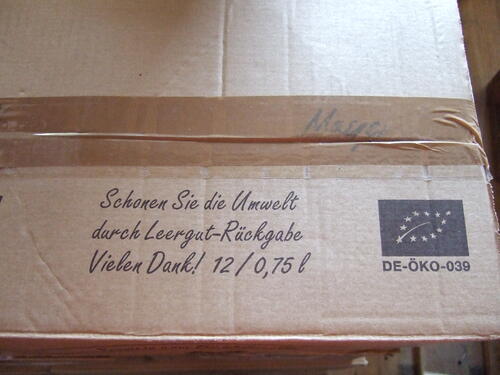 Schonen Sie die Umwelt
durch Leergut-Rückgabe
Vielen Dank! 12/0,75 l
DE-ÖKO-039